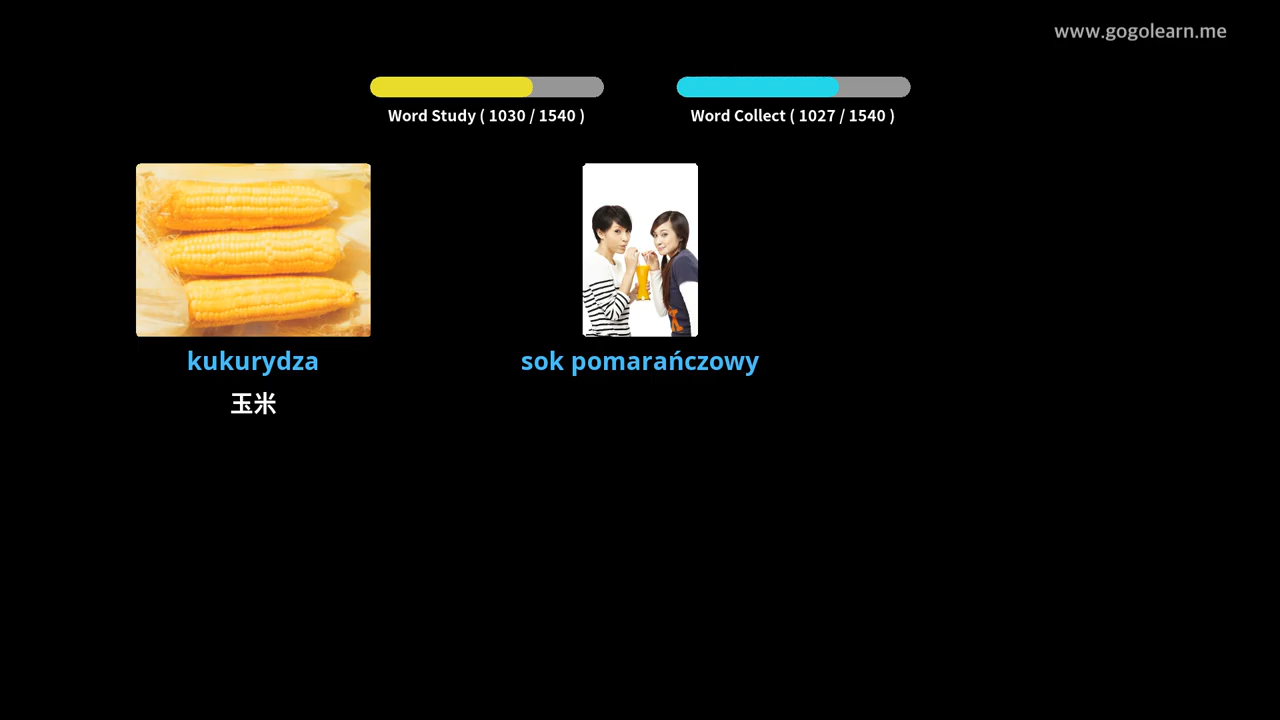 www.gogolearn.me
Word Study ( 1030 / 1540 )
Word Collect ( 1027 / 1540 )
kukurydza
玉米
sok pomarańczowy